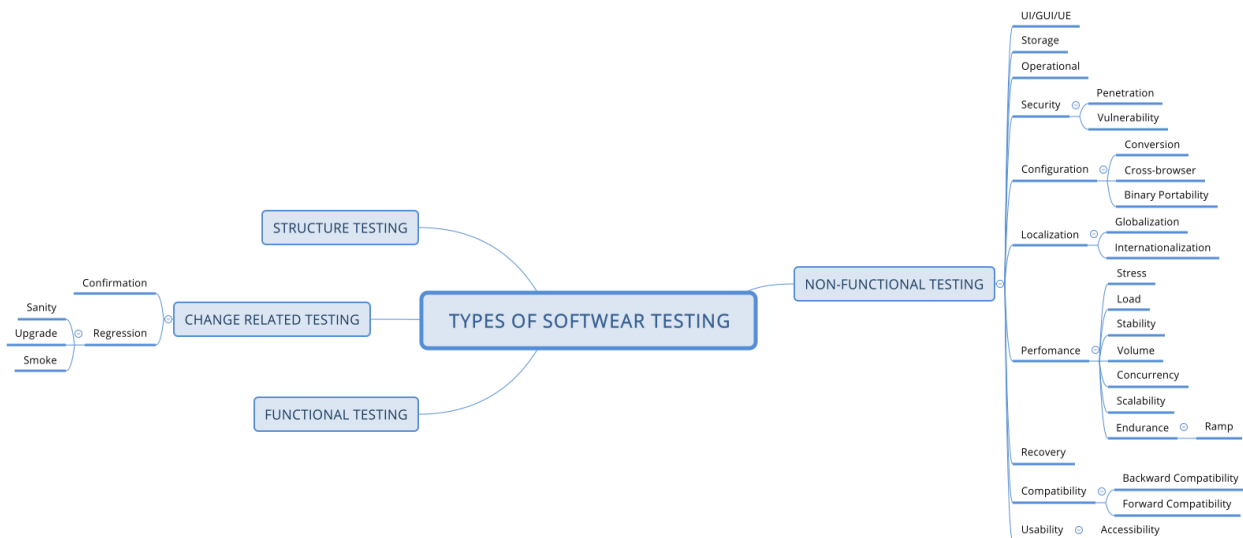 UI/GUI/UE
Storage
Operational
Security
Penetration
Vulnerability
Configuration
Conversion
Cross-browser
Binary Portability
Localization
Globalization
Internationalization
STRUCTURE TESTING
NON-FUNCTIONAL TESTING
Confirmation
Sanity
Upgrade
Smoke
Regression
CHANGE RELATED TESTING
TYPES OF SOFTWEAR TESTING
Perfomance
Stress
Load
Stability
Volume
Concurrency
Scalability
Endurance
Ramp
FUNCTIONAL TESTING
Recovery
Compatibility
Backward Compatibility
Forward Compatibility
Usability
Accessibility